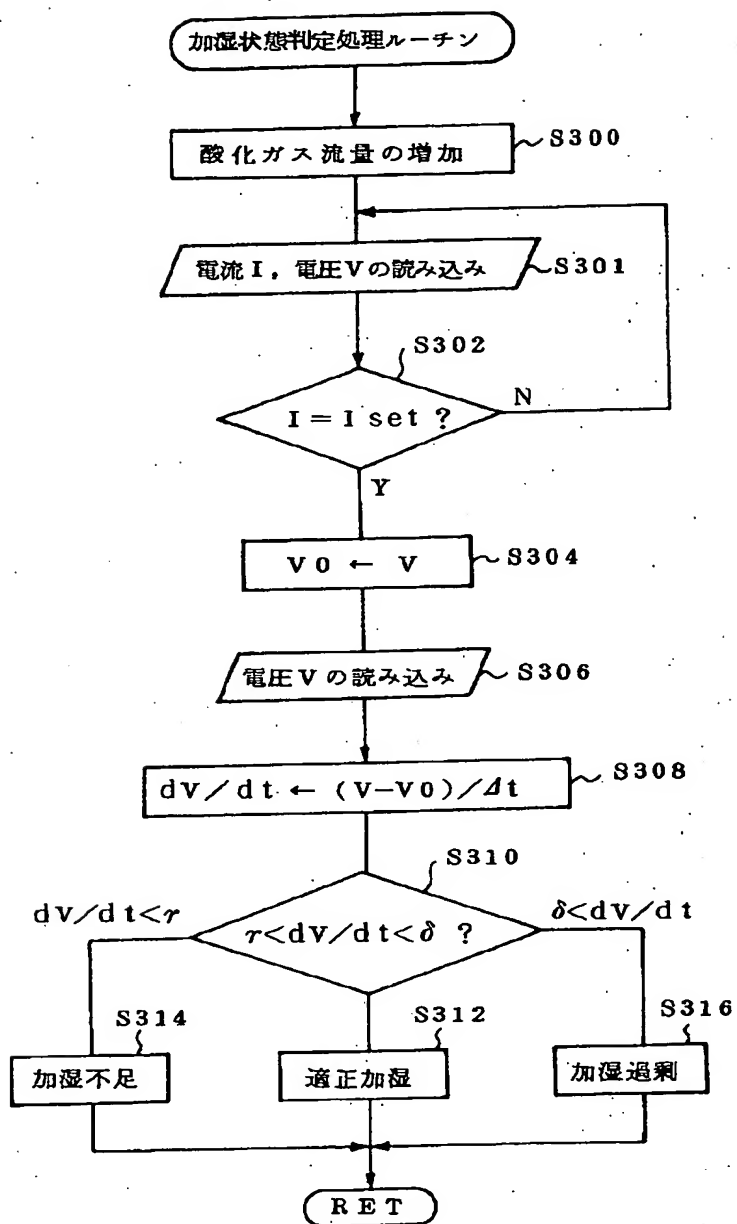 加湿状態判定処理ルーチン
酸化ガス流量の増加
S300
電流I,電圧Vの読み込み
S301
S302
I=I set ?
N
Y
V0 ← V
S304
電圧Vの読み込み
S306
dV/dt ← (V−V0)/Δt
S308
S310
dV/dt<r
r<dV/dt<δ ?
δ<dV/dt
S314
S312
S316
加湿不足
適正加湿
加湿過剰
RET